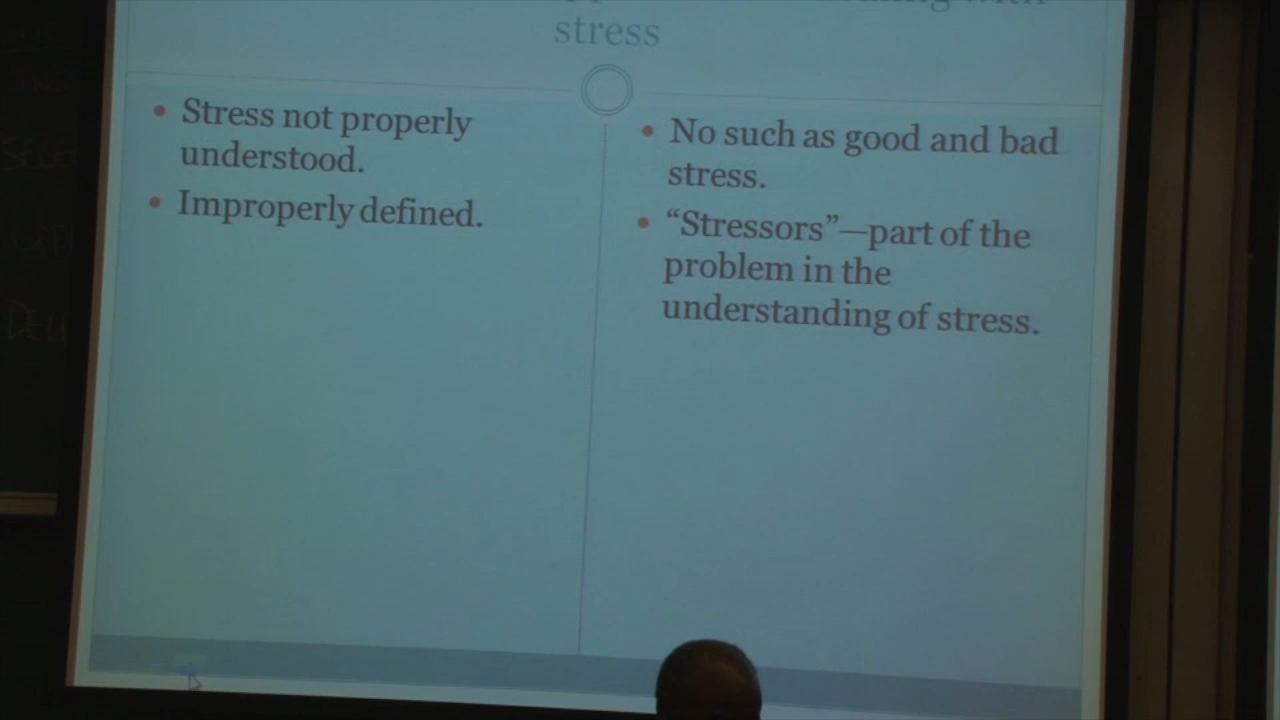 with
stress
• Stress not properly
understood.
• Improperly defined.
• No such as good and bad
stress.
• “Stressors”—part of the
problem in the
understanding of stress.